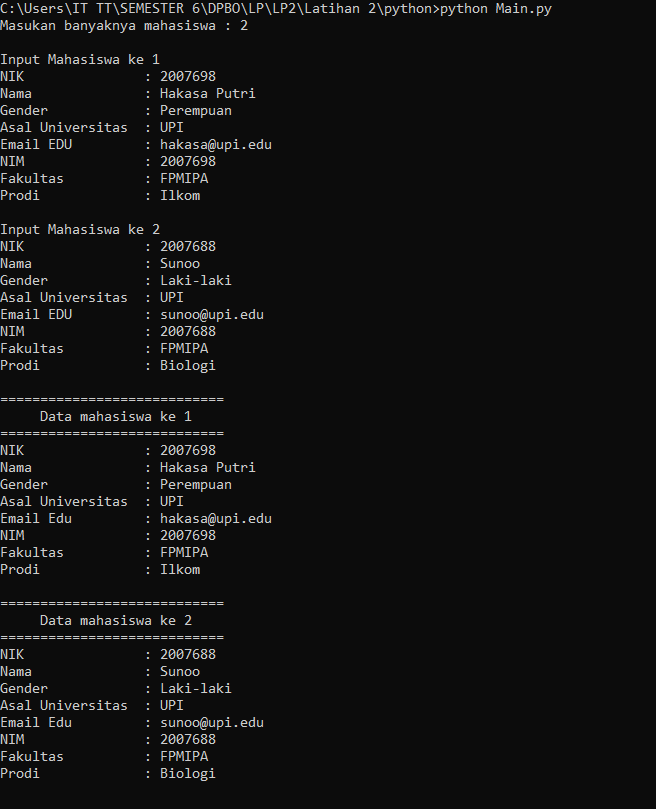 C:\Users\IT TT\SEMESTER 6\DPBO\LP\LP2\Latihan 2\python>python Main.py
Masukan banyaknya mahasiswa : 2

Input Mahasiswa ke 1
NIK               : 2007698
Nama              : Hakasa Putri
Gender            : Perempuan
Asal Universitas  : UPI
Email EDU         : hakasa@upi.edu
NIM               : 2007698
Fakultas          : FPMIPA
Prodi             : Ilkom

Input Mahasiswa ke 2
NIK               : 2007688
Nama              : Sunoo
Gender            : Laki-laki
Asal Universitas  : UPI
Email EDU         : sunoo@upi.edu
NIM               : 2007688
Fakultas          : FPMIPA
Prodi             : Biologi

============================
     Data mahasiswa ke 1
============================
NIK               : 2007698
Nama              : Hakasa Putri
Gender            : Perempuan
Asal Universitas  : UPI
Email Edu         : hakasa@upi.edu
NIM               : 2007698
Fakultas          : FPMIPA
Prodi             : Ilkom

============================
     Data mahasiswa ke 2
============================
NIK               : 2007688
Nama              : Sunoo
Gender            : Laki-laki
Asal Universitas  : UPI
Email Edu         : sunoo@upi.edu
NIM               : 2007688
Fakultas          : FPMIPA
Prodi             : Biologi